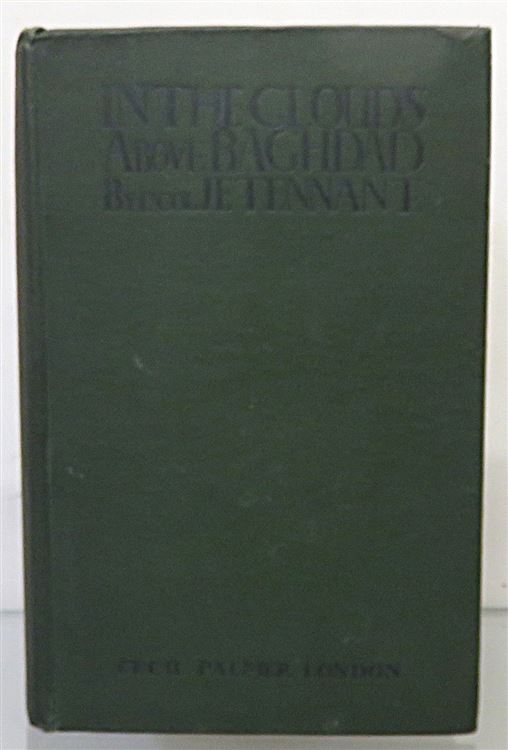 IN THE CLOUDS
ABOVE BAGHDAD
BY LT. COL. J.E. TENNANT
CECIL PALMER LONDON